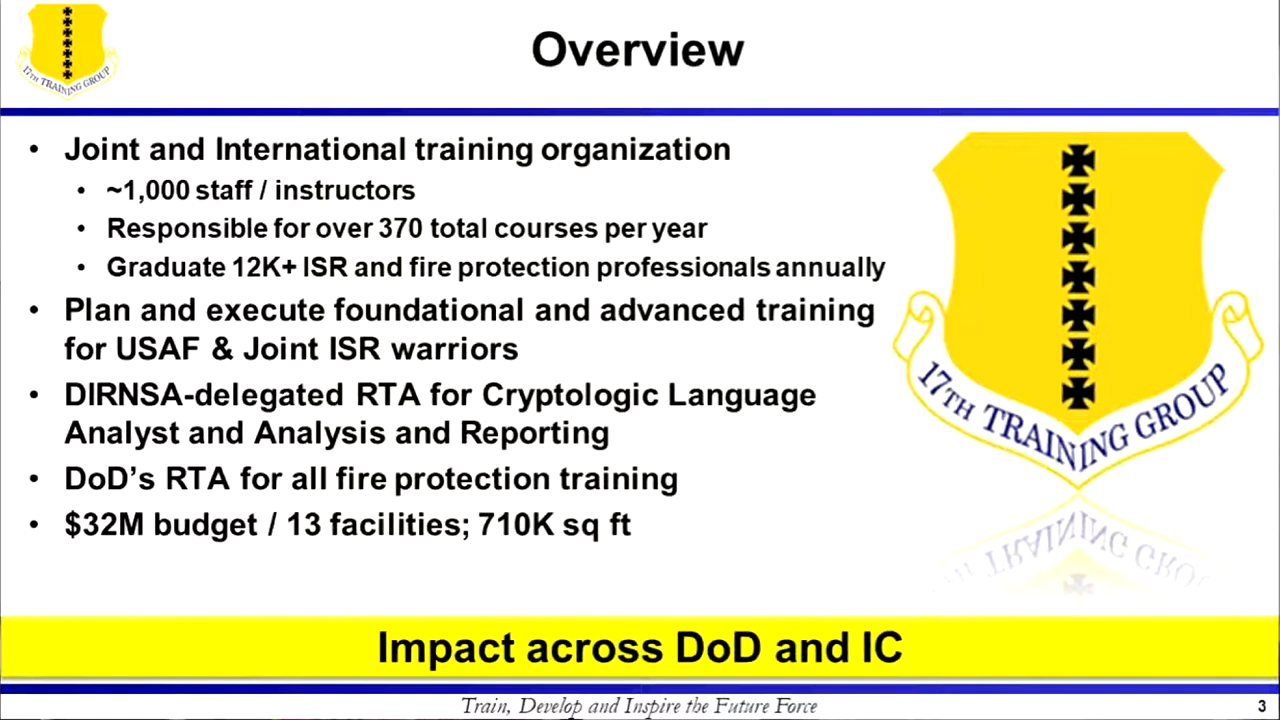 17TH TRAINING GROUP
Overview
• Joint and International training organization
• ~1,000 staff / instructors
• Responsible for over 370 total courses per year
• Graduate 12K+ ISR and fire protection professionals annually
• Plan and execute foundational and advanced training
for USAF & Joint ISR warriors
• DIRNSA-delegated RTA for Cryptologic Language
Analyst and Analysis and Reporting
• DoD's RTA for all fire protection training
• $32M budget / 13 facilities; 710K sq ft
17TH TRAINING GROUP
Impact across DoD and IC
Train, Develop and Inspire the Future Force
3